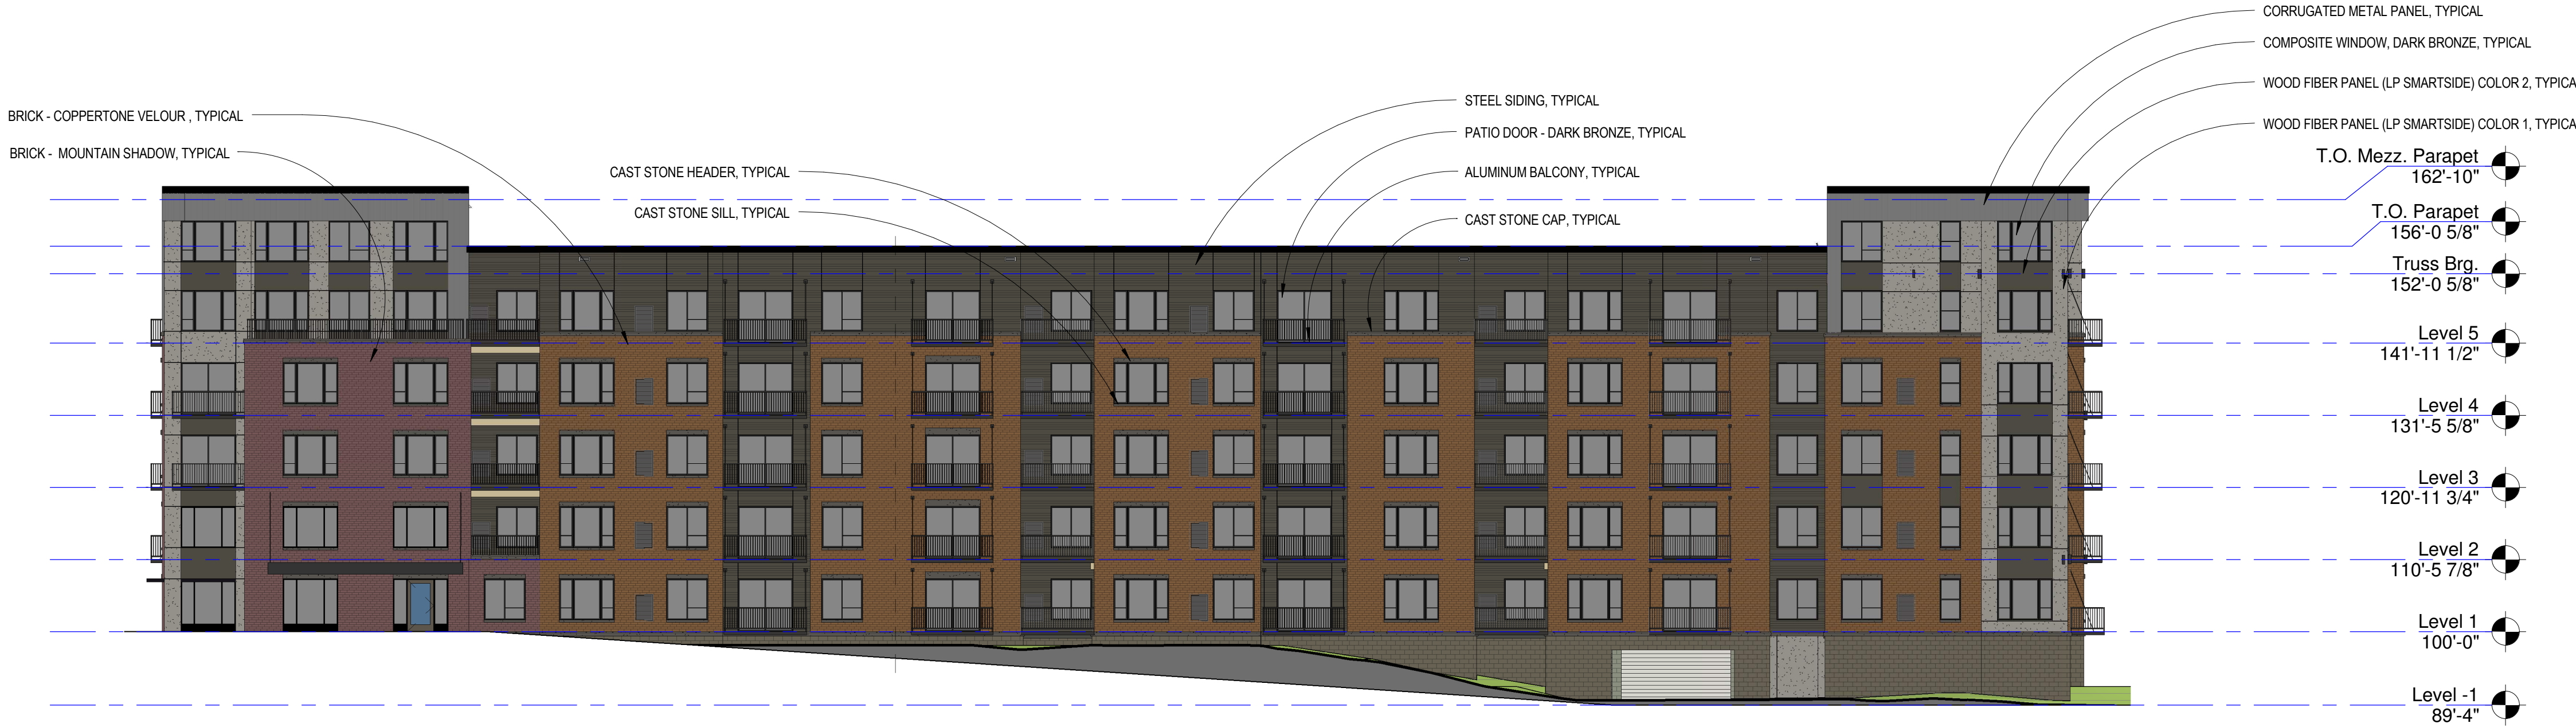 CORRUGATED METAL PANEL, TYPICAL
COMPOSITE WINDOW, DARK BRONZE, TYPICAL
WOOD FIBER PANEL (LP SMARTSIDE) COLOR 2, TYPICA
WOOD FIBER PANEL (LP SMARTSIDE) COLOR 1, TYPICA
STEEL SIDING, TYPICAL
PATIO DOOR - DARK BRONZE, TYPICAL
ALUMINUM BALCONY, TYPICAL
CAST STONE CAP, TYPICAL
BRICK - COPPERTONE VELOUR , TYPICAL
BRICK - MOUNTAIN SHADOW, TYPICAL
CAST STONE HEADER, TYPICAL
CAST STONE SILL, TYPICAL
T.O. Mezz. Parapet
162'-10"
T.O. Parapet
156'-0 5/8"
Truss Brg.
152'-0 5/8"
Level 5
141'-11 1/2"
Level 4
131'-5 5/8"
Level 3
120'-11 3/4"
Level 2
110'-5 7/8"
Level 1
100'-0"
Level -1
89'-4"